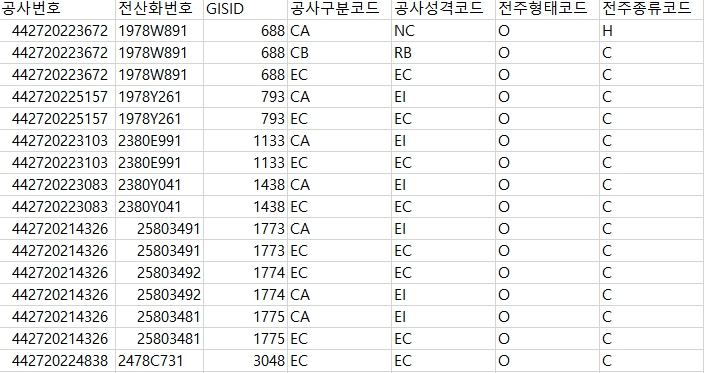 공사번호 전산화번호 GISID 공사구분코드 공사성격코드 전주형태코드 전주종류코드
442720223672 1978W891 688 CA NC O H
442720223672 1978W891 688 CB RB O C
442720223672 1978W891 688 EC EC O C
442720225157 1978Y261 793 CA EI O C
442720225157 1978Y261 793 EC EC O C
442720223103 2380E991 1133 CA EI O C
442720223103 2380E991 1133 EC EC O C
442720223083 2380Y041 1438 CA EI O C
442720223083 2380Y041 1438 EC EC O C
442720214326 25803491 1773 CA EI O C
442720214326 25803491 1773 EC EC O C
442720214326 25803492 1774 EC EC O C
442720214326 25803492 1774 CA EI O C
442720214326 25803481 1775 CA EI O C
442720214326 25803481 1775 EC EC O C
442720224838 2478C731 3048 EC EC O C